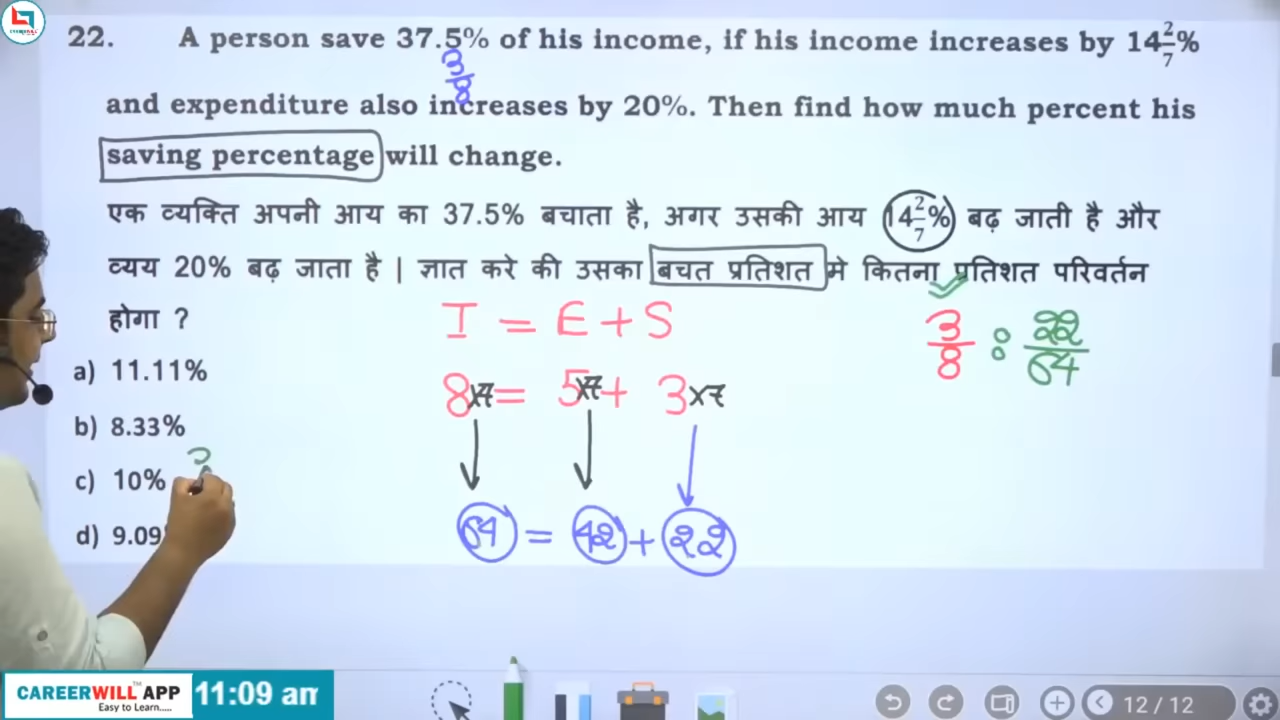 CAREERWILL
22. A person save 37.5% of his income, if his income increases by 14 2/7%
3/8
and expenditure also increases by 20%. Then find how much percent his
saving percentage will change.
एक व्यक्ति अपनी आय का 37.5% बचाता है, अगर उसकी आय 14 2/7% बढ़ जाती है और
व्यय 20% बढ़ जाता है | ज्ञात करे की उसका बचत प्रतिशत मे कितना प्रतिशत परिवर्तन
होगा ?
I = E + S
3/8 : 22/64
a) 11.11%
8×7 = 5×7 + 3×7
b) 8.33%
c) 10%
d) 9.09
64 = 42 + 22
CAREERWILL APP
Easy to Learn.....
11:09 am
12 / 12